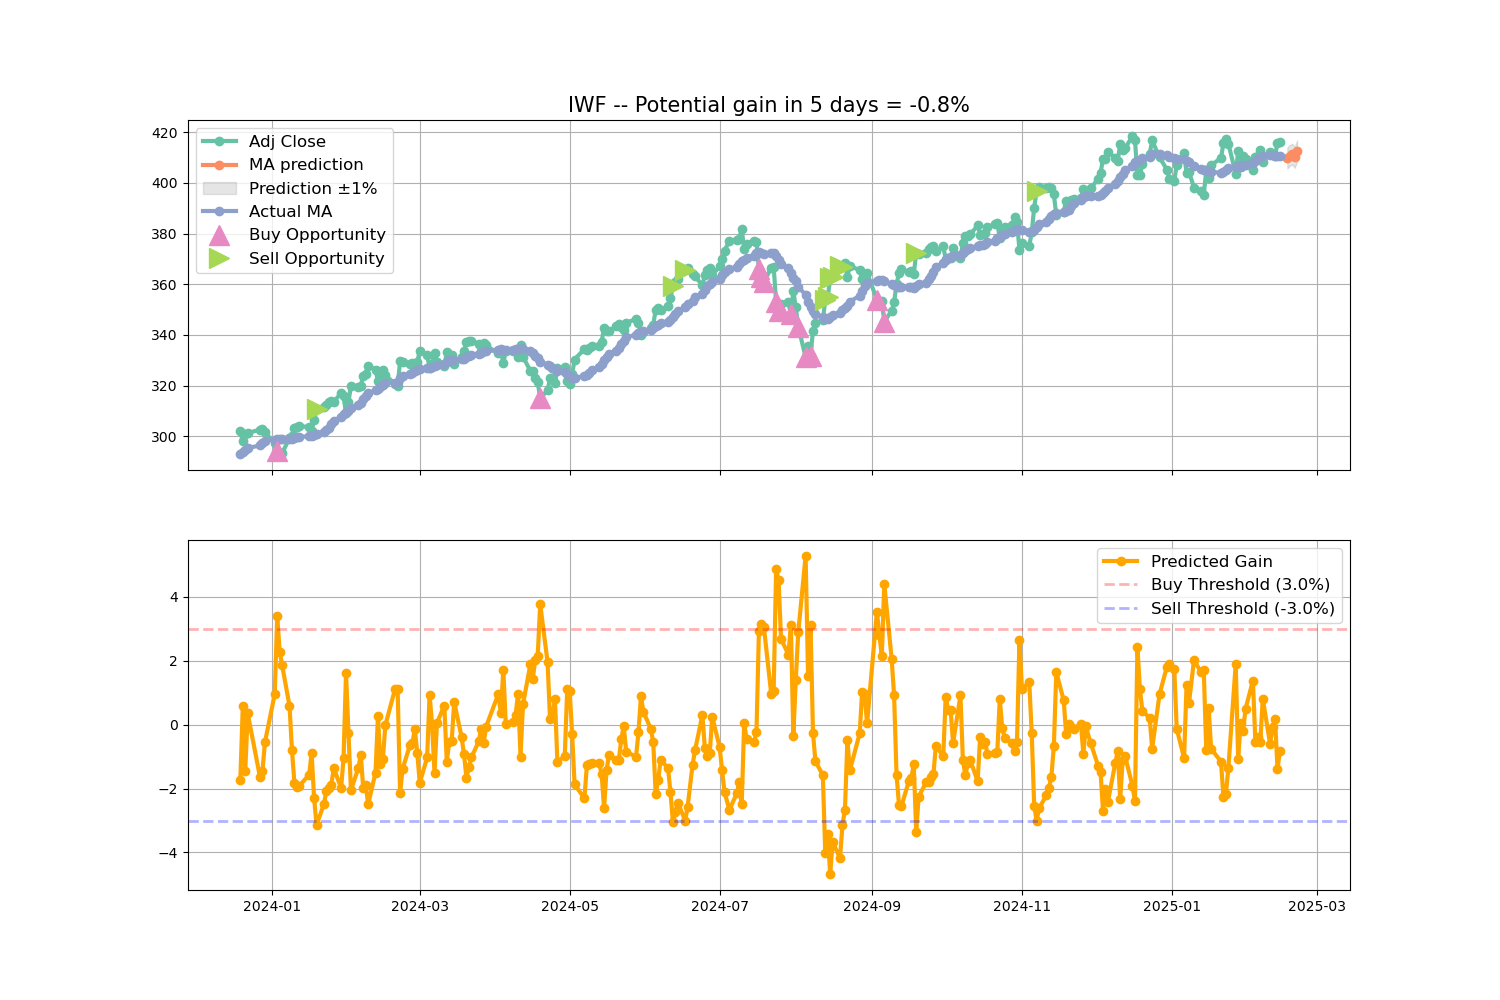 IWF -- Potential gain in 5 days = -0.8%
420
400
380
360
340
320
300
Adj Close
MA prediction
Prediction ±1%
Actual MA
Buy Opportunity
Sell Opportunity
4
2
0
−2
−4
Predicted Gain
Buy Threshold (3.0%)
Sell Threshold (-3.0%)
2024-01
2024-03
2024-05
2024-07
2024-09
2024-11
2025-01
2025-03